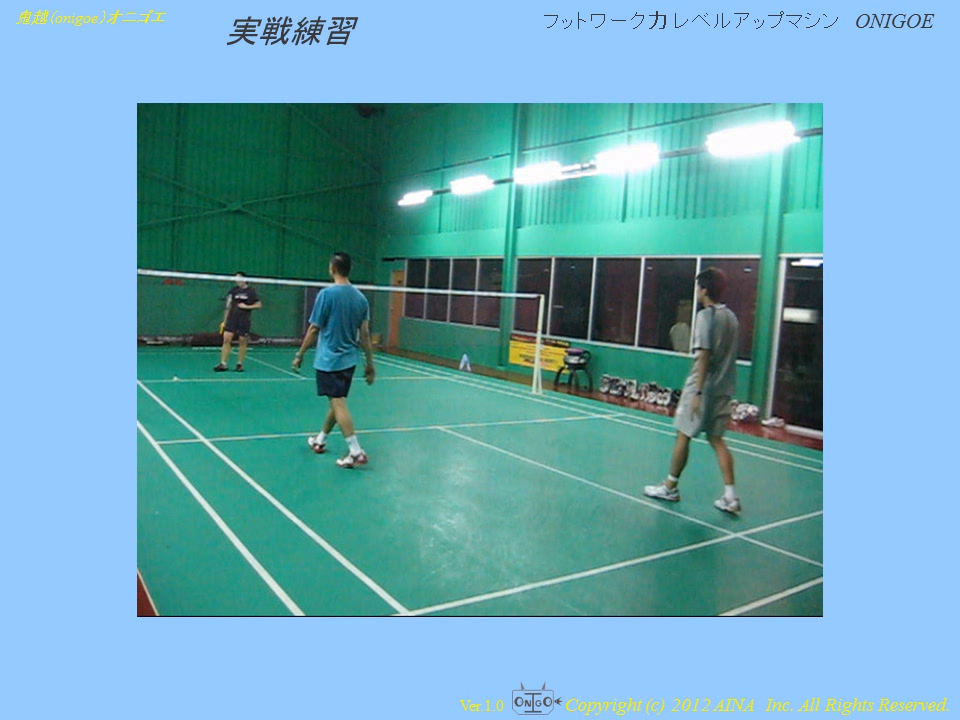 鬼越(onigoe)オニゴエ
実戦練習
フットワーク力レベルアップマシン ONIGOE
Ver.1.0
ONIGO
Copyright (c) 2012 AINA Inc. All Rights Reserved.